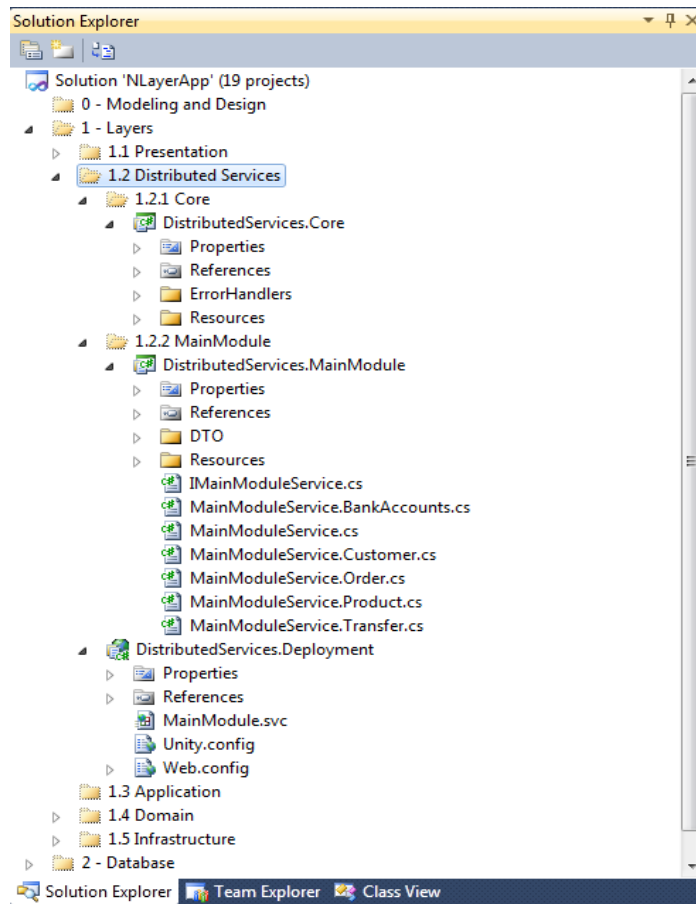 Solution Explorer
Solution 'NLayerApp' (19 projects)
0 - Modeling and Design
1 - Layers
1.1 Presentation
1.2 Distributed Services
1.2.1 Core
DistributedServices.Core
Properties
References
ErrorHandlers
Resources
1.2.2 MainModule
DistributedServices.MainModule
Properties
References
DTO
Resources
IMainModuleService.cs
MainModuleService.BankAccounts.cs
MainModuleService.cs
MainModuleService.Customer.cs
MainModuleService.Order.cs
MainModuleService.Product.cs
MainModuleService.Transfer.cs
DistributedServices.Deployment
Properties
References
MainModule.svc
Unity.config
Web.config
1.3 Application
1.4 Domain
1.5 Infrastructure
2 - Database
Solution Explorer Team Explorer Class View